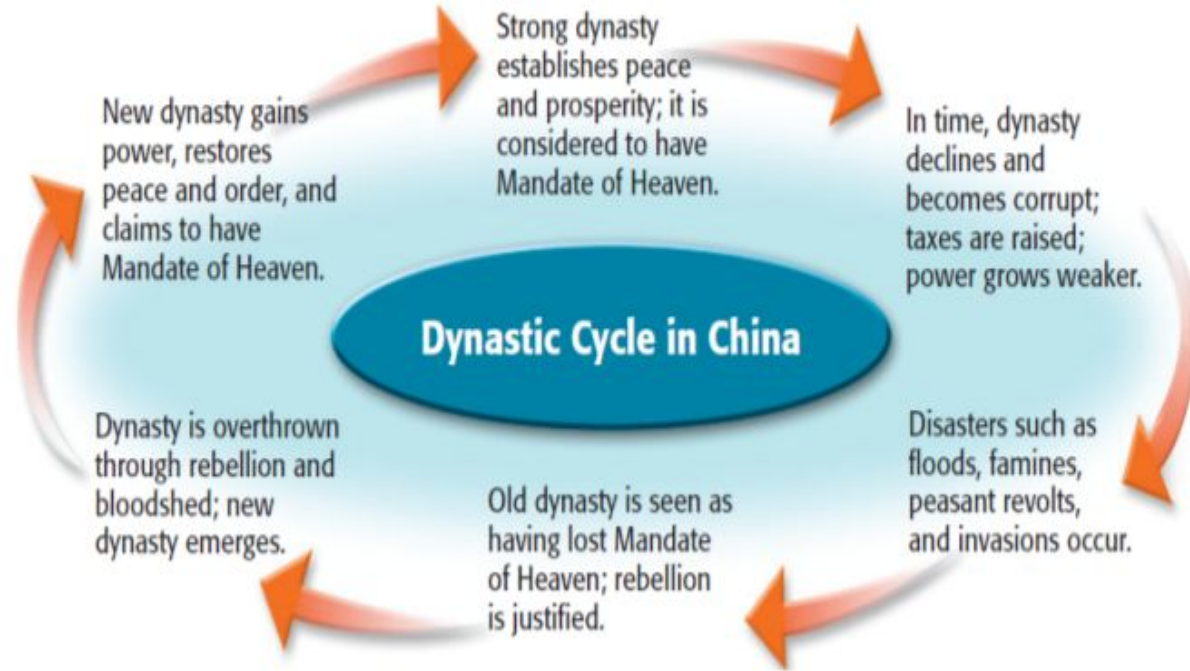 Strong dynasty
establishes peace
and prosperity; it is
considered to have
Mandate of Heaven.
In time, dynasty
declines and
becomes corrupt;
taxes are raised;
power grows weaker.
Disasters such as
floods, famines,
peasant revolts,
and invasions occur.
Old dynasty is seen as
having lost Mandate
of Heaven; rebellion
is justified.
Dynasty is overthrown
through rebellion and
bloodshed; new
dynasty emerges.
New dynasty gains
power, restores
peace and order, and
claims to have
Mandate of Heaven.
Dynastic Cycle in China